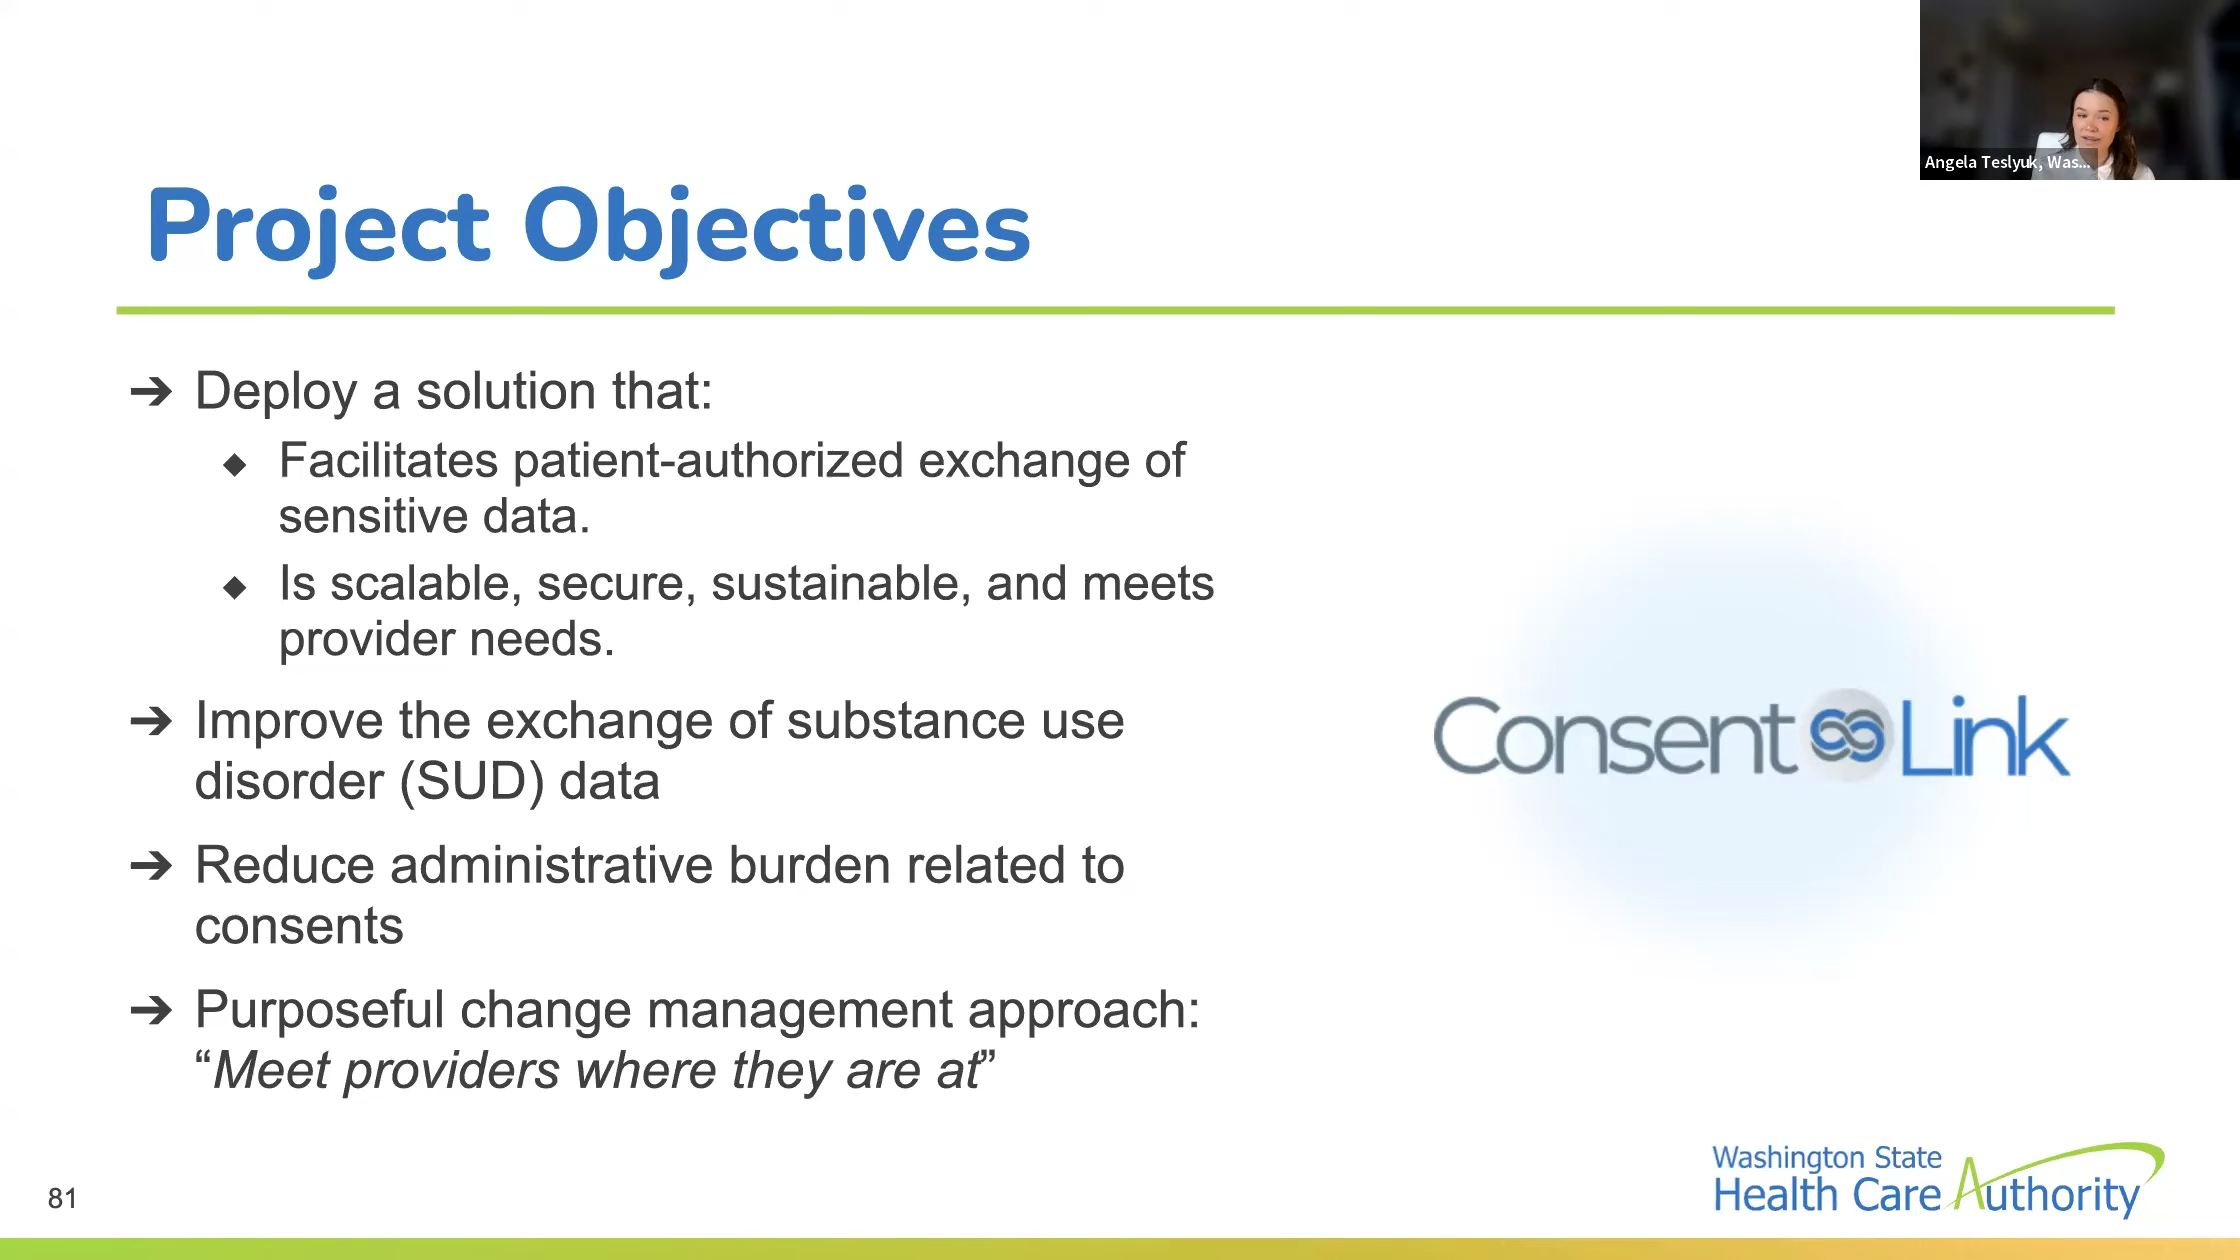 Angela Teslyuk, Was...
Project Objectives
➔ Deploy a solution that:
◆ Facilitates patient-authorized exchange of
sensitive data.
◆ Is scalable, secure, sustainable, and meets
provider needs.
➔ Improve the exchange of substance use
disorder (SUD) data
➔ Reduce administrative burden related to
consents
➔ Purposeful change management approach:
“Meet providers where they are at”
Consent Link
Washington State
Health Care Authority
81